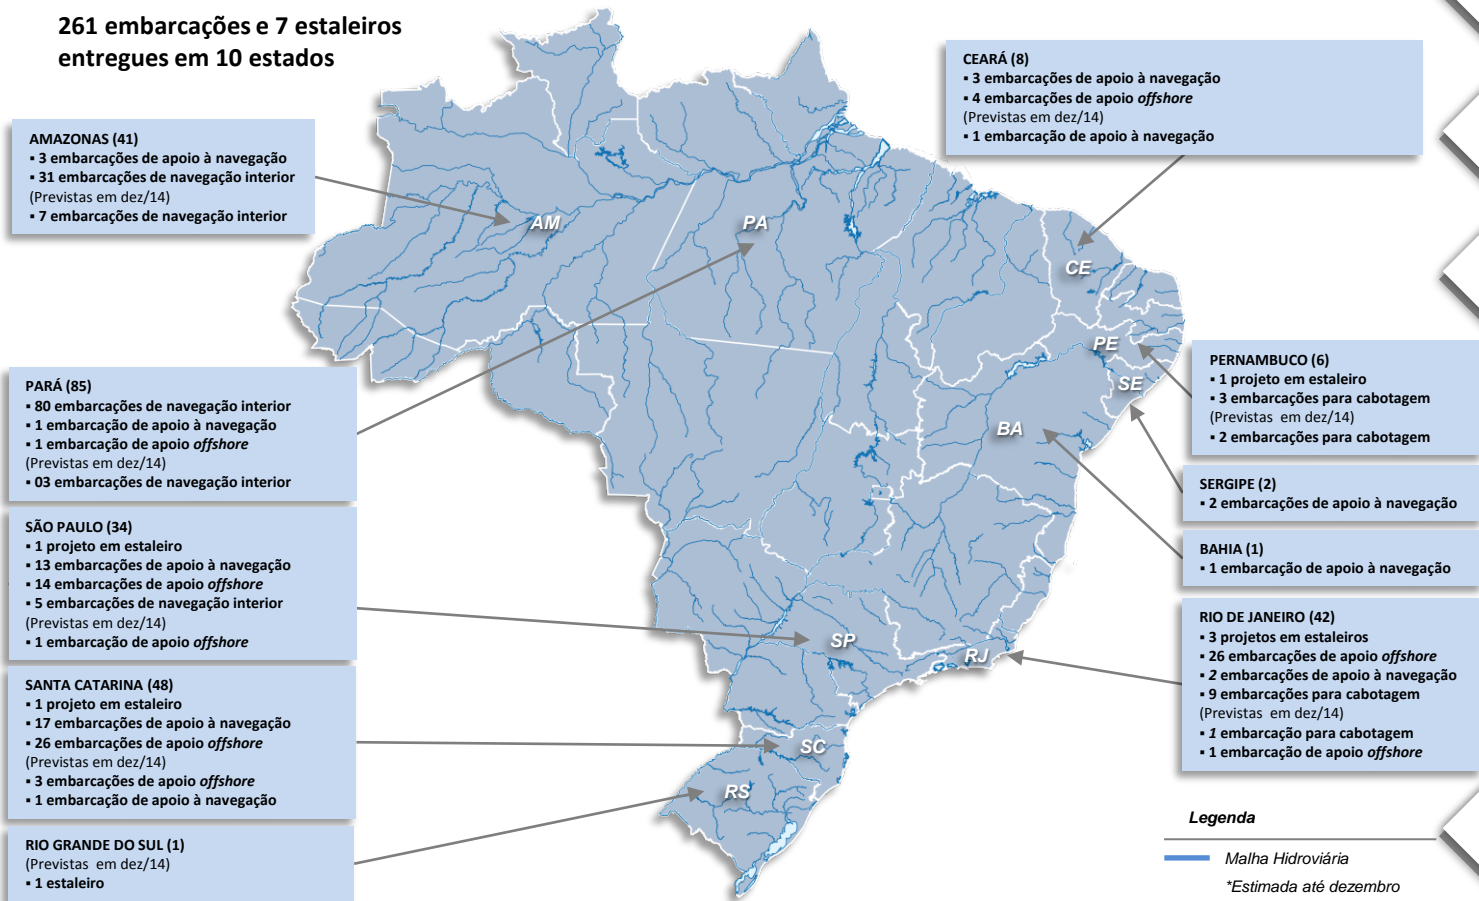 261 embarcações e 7 estaleiros
entregues em 10 estados
AMAZONAS (41)
▪ 3 embarcações de apoio à navegação
▪ 31 embarcações de navegação interior
(Previstas em dez/14)
▪ 7 embarcações de navegação interior
CEARÁ (8)
▪ 3 embarcações de apoio à navegação
▪ 4 embarcações de apoio offshore
(Previstas em dez/14)
▪ 1 embarcação de apoio à navegação
AM
PA
CE
PE
SE
BA
SP
RJ
SC
RS
PARÁ (85)
▪ 80 embarcações de navegação interior
▪ 1 embarcação de apoio à navegação
▪ 1 embarcação de apoio offshore
(Previstas em dez/14)
▪ 03 embarcações de navegação interior
SÃO PAULO (34)
▪ 1 projeto em estaleiro
▪ 13 embarcações de apoio à navegação
▪ 14 embarcações de apoio offshore
▪ 5 embarcações de navegação interior
(Previstas em dez/14)
▪ 1 embarcação de apoio offshore
SANTA CATARINA (48)
▪ 1 projeto em estaleiro
▪ 17 embarcações de apoio à navegação
▪ 26 embarcações de apoio offshore
(Previstas em dez/14)
▪ 3 embarcações de apoio offshore
▪ 1 embarcação de apoio à navegação
RIO GRANDE DO SUL (1)
(Previstas em dez/14)
▪ 1 estaleiro
PERNAMBUCO (6)
▪ 1 projeto em estaleiro
▪ 3 embarcações para cabotagem
(Previstas em dez/14)
▪ 2 embarcações para cabotagem
SERGIPE (2)
▪ 2 embarcações de apoio à navegação
BAHIA (1)
▪ 1 embarcação de apoio à navegação
RIO DE JANEIRO (42)
▪ 3 projetos em estaleiros
▪ 26 embarcações de apoio offshore
▪ 2 embarcações de apoio à navegação
▪ 9 embarcações para cabotagem
(Previstas em dez/14)
▪ 1 embarcação para cabotagem
▪ 1 embarcação de apoio offshore
Legenda
Malha Hidroviária
*Estimada até dezembro